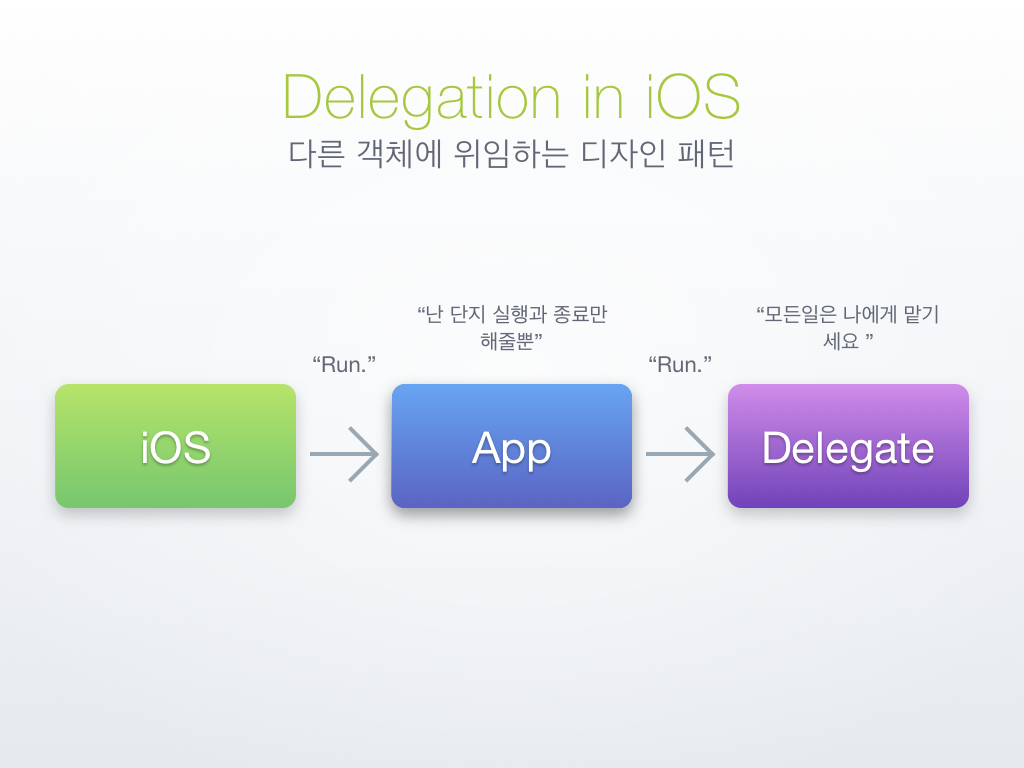 Delegation in iOS
다른 객체에 위임하는 디자인 패턴
“난 단지 실행과 종료만
해줄뿐”
“모든일은 나에게 맡기
세요 ”
“Run.”
“Run.”
iOS
App
Delegate